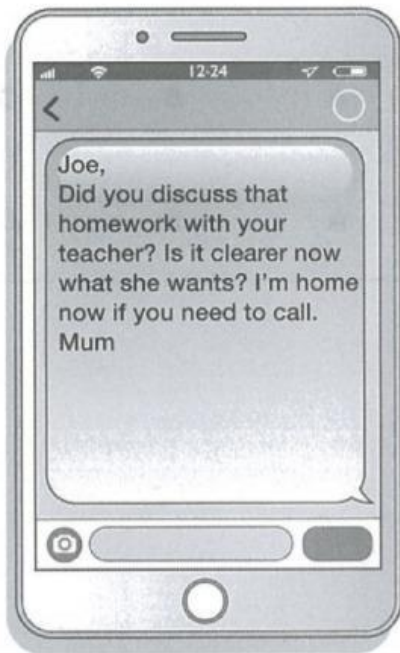 12-24
Joe,
Did you discuss that
homework with your
teacher? Is it clearer now
what she wants? I'm home
now if you need to call.
Mum